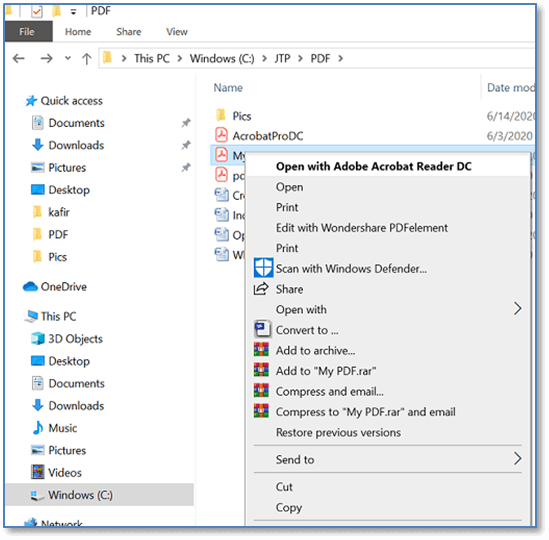 PDF
File
Home
Share
View
This PC
Windows (C:)
JTP
PDF
Name
Date mod
Quick access
Documents
Downloads
Pictures
Desktop
kafir
PDF
Pics
OneDrive
This PC
3D Objects
Desktop
Documents
Downloads
Music
Pictures
Videos
Windows (C:)
Network
Pics 6/14/2020
AcrobatProDC 6/3/2020
My
pd
Cr
Ind
Op
Open with Adobe Acrobat Reader DC
Open
Print
Edit with Wondershare PDFelement
Print
Scan with Windows Defender...
Share
Open with
Convert to ...
Add to archive...
Add to "My PDF.rar"
Compress and email...
Compress to "My PDF.rar" and email
Restore previous versions
Send to
Cut
Copy